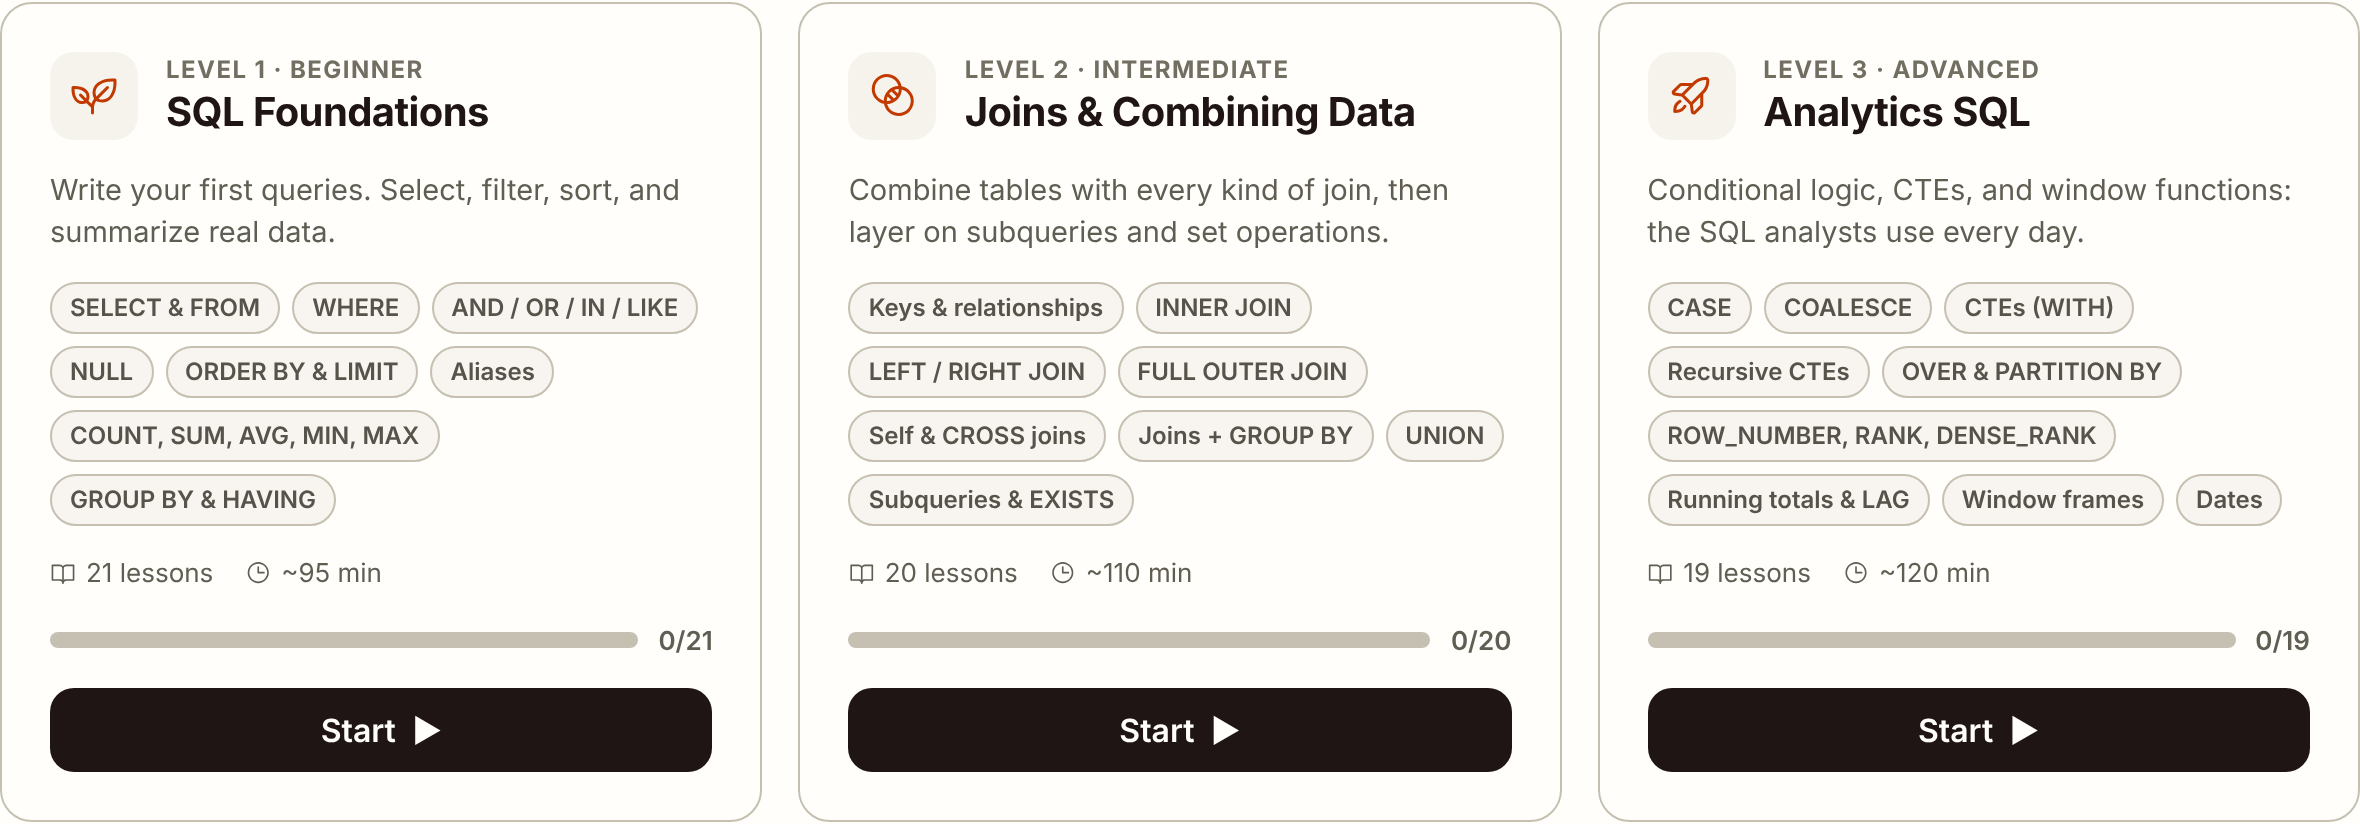 LEVEL 1 · BEGINNER
SQL Foundations
Write your first queries. Select, filter, sort, and
summarize real data.
SELECT & FROM
WHERE
AND / OR / IN / LIKE
NULL
ORDER BY & LIMIT
Aliases
COUNT, SUM, AVG, MIN, MAX
GROUP BY & HAVING
21 lessons
~95 min
0/21
Start
LEVEL 2 · INTERMEDIATE
Joins & Combining Data
Combine tables with every kind of join, then
layer on subqueries and set operations.
Keys & relationships
INNER JOIN
LEFT / RIGHT JOIN
FULL OUTER JOIN
Self & CROSS joins
Joins + GROUP BY
UNION
Subqueries & EXISTS
20 lessons
~110 min
0/20
Start
LEVEL 3 · ADVANCED
Analytics SQL
Conditional logic, CTEs, and window functions:
the SQL analysts use every day.
CASE
COALESCE
CTEs (WITH)
Recursive CTEs
OVER & PARTITION BY
ROW_NUMBER, RANK, DENSE_RANK
Running totals & LAG
Window frames
Dates
19 lessons
~120 min
0/19
Start